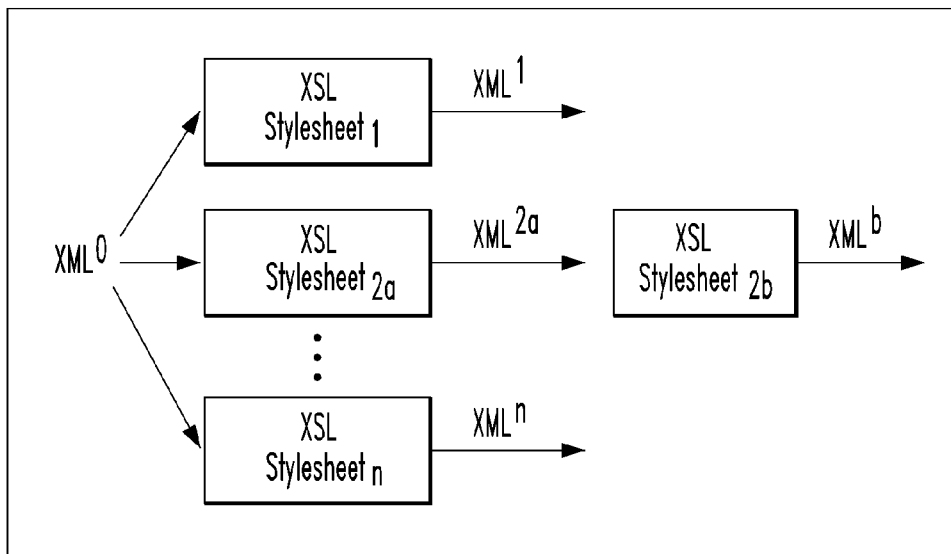 XSL
Stylesheet 1
XML^1
XML^0
XSL
Stylesheet 2a
XML^2a
XSL
Stylesheet 2b
XML^b
XSL
Stylesheet n
XML^n